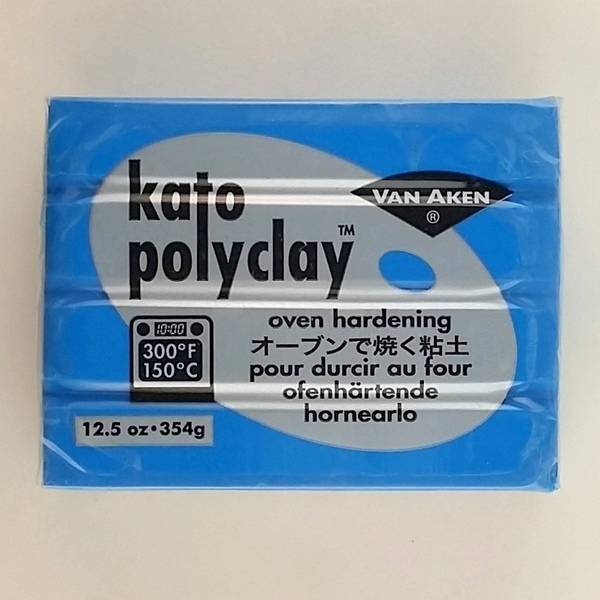 kato
polyclay™
VAN AKEN
®
oven hardening
オーブンで焼く粘土
pour durcir au four
ofenhärtende
hornearlo
10:00
300°F
150°C
12.5 oz•354g